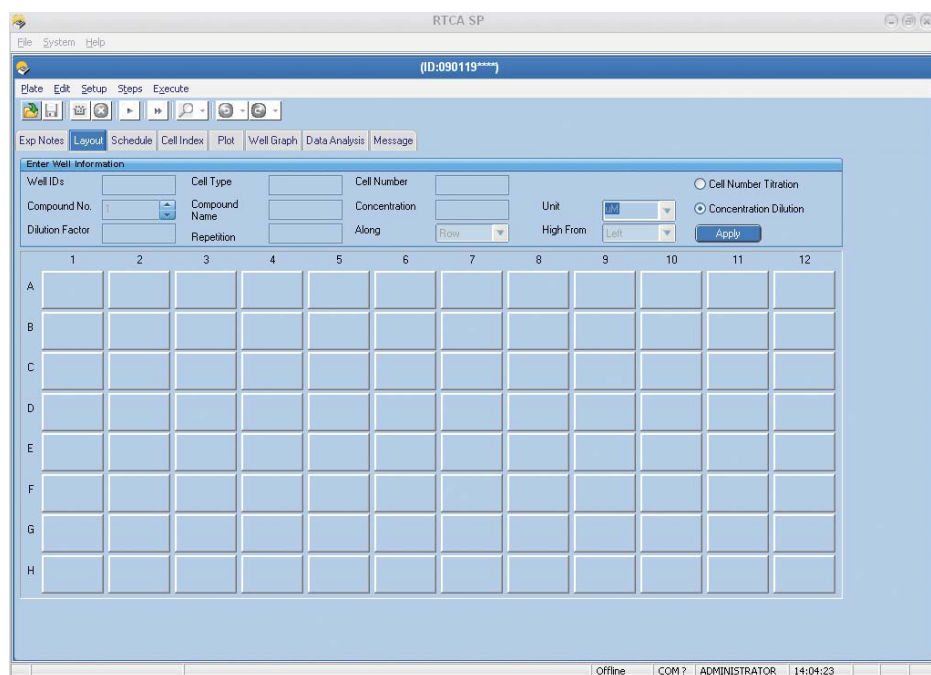 RTCA SP
File System Help
(ID:090119****)
Plate Edit Setup Steps Execute
Exp Notes Layout Schedule Cell Index Plot Well Graph Data Analysis Message
Enter Well Information
Well IDs Cell Type Cell Number Cell Number Titration
Compound No. 1 Compound Name Concentration Unit uM Concentration Dilution
Dilution Factor Repetition Along Row High From Left Apply
1 2 3 4 5 6 7 8 9 10 11 12
A
B
C
D
E
F
G
H
Offline COM ? ADMINISTRATOR 14:04:23